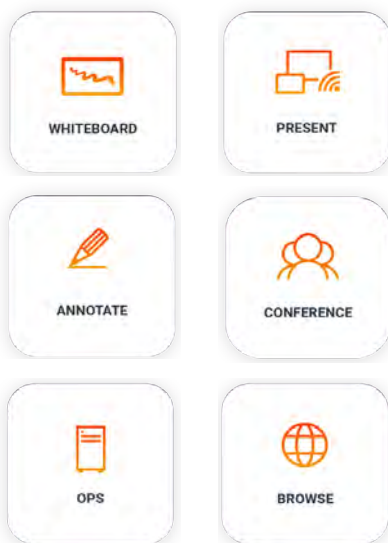 WHITEBOARD
PRESENT
ANNOTATE
CONFERENCE
OPS
BROWSE